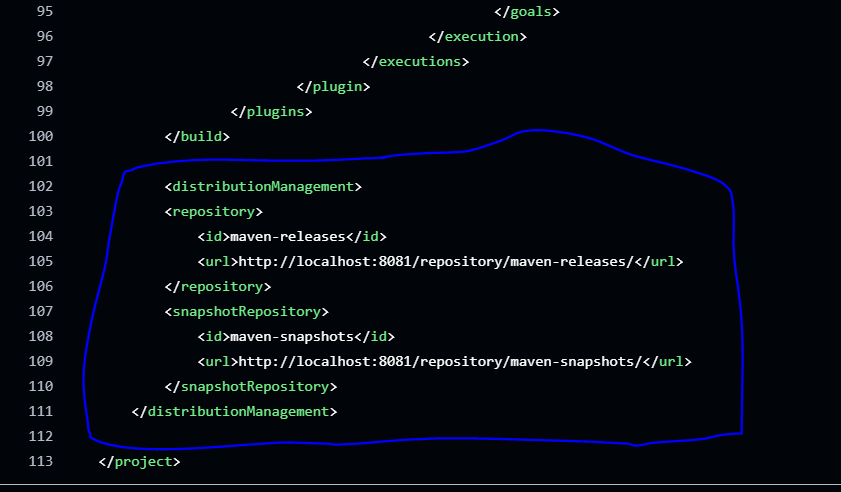 95 </goals>
96 </execution>
97 </executions>
98 </plugin>
99 </plugins>
100 </build>
101
102 <distributionManagement>
103 <repository>
104 <id>maven-releases</id>
105 <url>http://localhost:8081/repository/maven-releases/</url>
106 </repository>
107 <snapshotRepository>
108 <id>maven-snapshots</id>
109 <url>http://localhost:8081/repository/maven-snapshots/</url>
110 </snapshotRepository>
111 </distributionManagement>
112
113 </project>